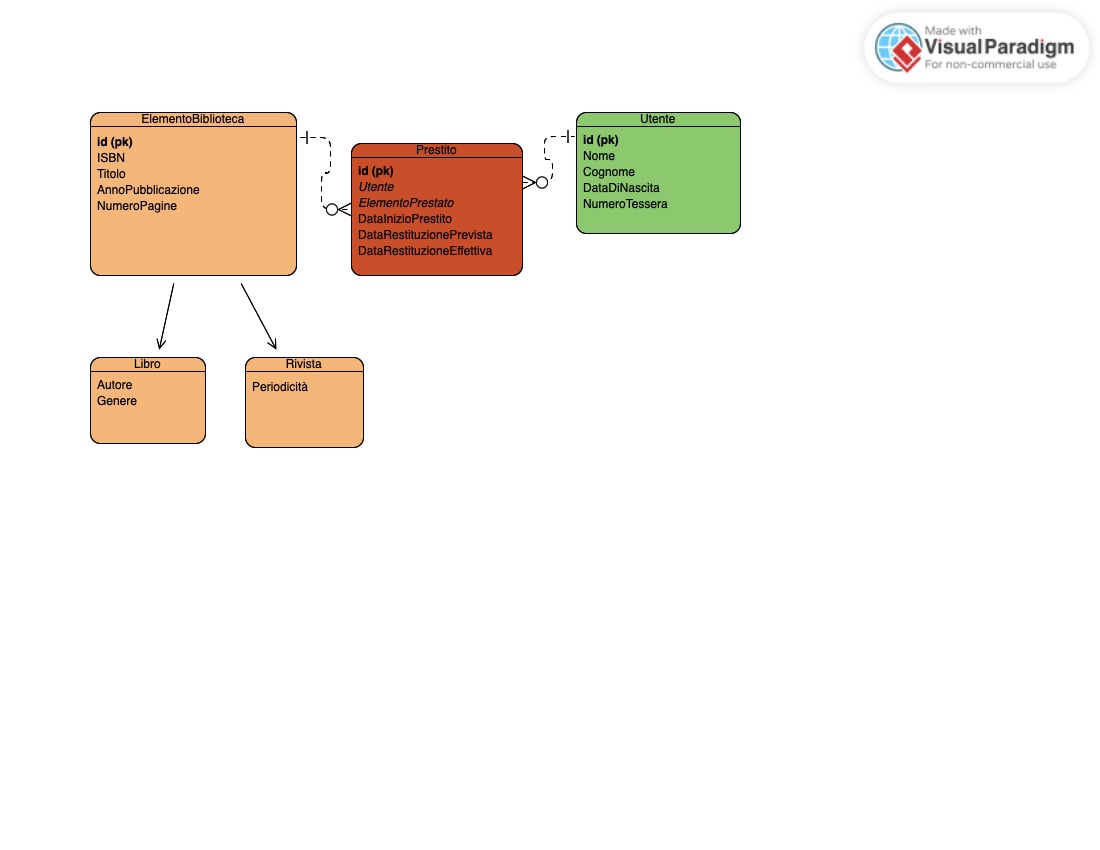 Made with
Visual Paradigm
For non-commercial use
ElementoBiblioteca
id (pk)
ISBN
Titolo
AnnoPubblicazione
NumeroPagine
Prestito
id (pk)
Utente
ElementoPrestato
DataInizioPrestito
DataRestituzionePrevista
DataRestituzioneEffettiva
Utente
id (pk)
Nome
Cognome
DataDiNascita
NumeroTessera
Libro
Autore
Genere
Rivista
Periodicità